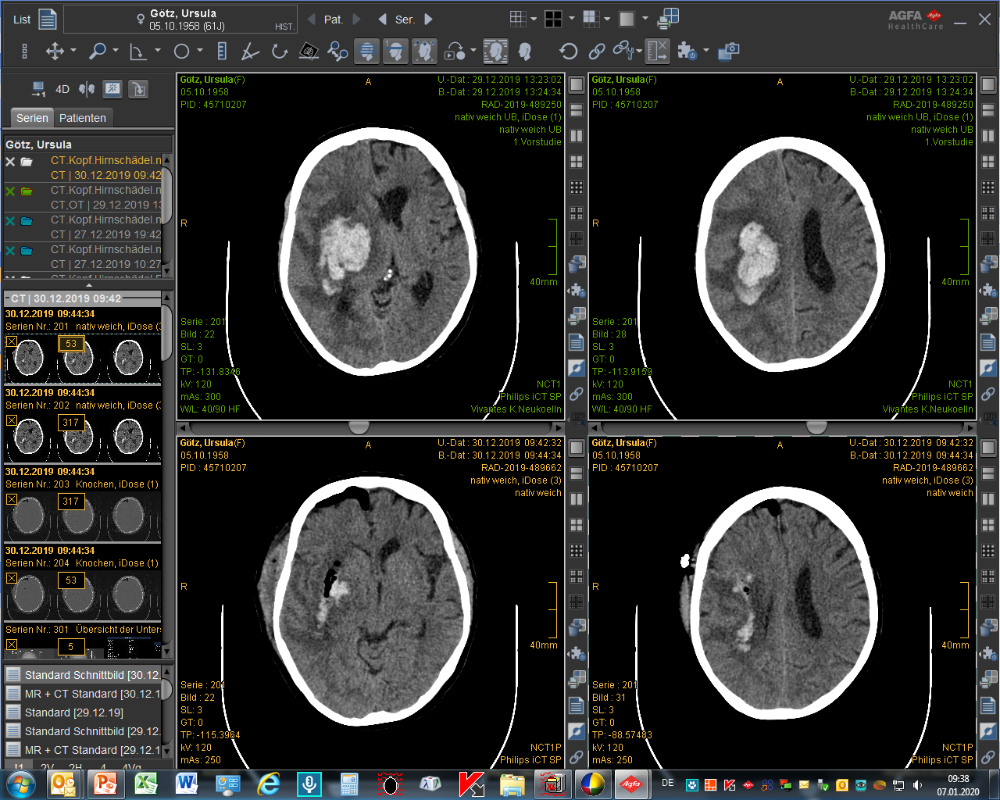 List
Götz, Ursula
05.10.1958 (61J)
HIST.
Pat.
Ser.
AGFA
HealthCare
4D
Serien
Patienten
Götz, Ursula
CT.Kopf.Hirnschädel.n
CT | 30.12.2019 09:42
CT.Kopf.Hirnschädel.n
CT,OT | 29.12.2019 13
CT.Kopf.Hirnschädel.n
CT | 27.12.2019 19:42
CT.Kopf.Hirnschädel.n
CT | 27.12.2019 10:27
CT | 30.12.2019 09:42
30.12.2019 09:44:34
Serien Nr.: 201 nativ weich, iDose (3
53
30.12.2019 09:44:34
Serien Nr.: 202 nativ weich, iDose (3
317
30.12.2019 09:44:34
Serien Nr.: 203 Knochen, iDose (1)
317
30.12.2019 09:44:34
Serien Nr.: 204 Knochen, iDose (1)
53
Serien Nr.: 301 Übersicht der Unters
5
Standard Schnittbild [30.12.
MR + CT Standard [30.12.1
Standard [29.12.19]
Standard Schnittbild [29.12.
MR + CT Standard [29.12.1
Götz, Ursula(F)
05.10.1958
PID : 45710207
A
U.-Dat : 29.12.2019 13:23:02
B.-Dat : 29.12.2019 13:24:34
RAD-2019-489250
nativ weich UB, iDose (1)
nativ weich UB
1.Vorstudie
R
40mm
Serie : 201
Bild : 22
SL: 3
GT: 0
TP: -131.8346
kV: 120
mAs: 300
W/L: 40/90 HF
NCT1
Philips iCT SP
Vivantes K.Neukoelln
Götz, Ursula(F)
05.10.1958
PID : 45710207
A
U.-Dat : 29.12.2019 13:23:02
B.-Dat : 29.12.2019 13:24:34
RAD-2019-489250
nativ weich UB, iDose (1)
nativ weich UB
1.Vorstudie
R
40mm
Serie : 201
Bild : 28
SL: 3
GT: 0
TP: -113.9159
kV: 120
mAs: 300
W/L: 40/90 HF
NCT1
Philips iCT SP
Vivantes K.Neukoelln
Götz, Ursula(F)
05.10.1958
PID : 45710207
A
U.-Dat : 30.12.2019 09:42:32
B.-Dat : 30.12.2019 09:44:34
RAD-2019-489662
nativ weich, iDose (3)
nativ weich
R
40mm
Serie : 201
Bild : 22
SL: 3
GT: 0
TP: -115.3964
kV: 120
mAs: 250
NCT1P
Philips iCT SP
Götz, Ursula(F)
05.10.1958
PID : 45710207
A
U.-Dat : 30.12.2019 09:42:32
B.-Dat : 30.12.2019 09:44:34
RAD-2019-489662
nativ weich, iDose (3)
nativ weich
R
40mm
Serie : 201
Bild : 31
SL: 3
GT: 0
TP: -88.57483
kV: 120
mAs: 250
NCT1P
Philips iCT SP
Agfa
DE
09:38
07.01.2020